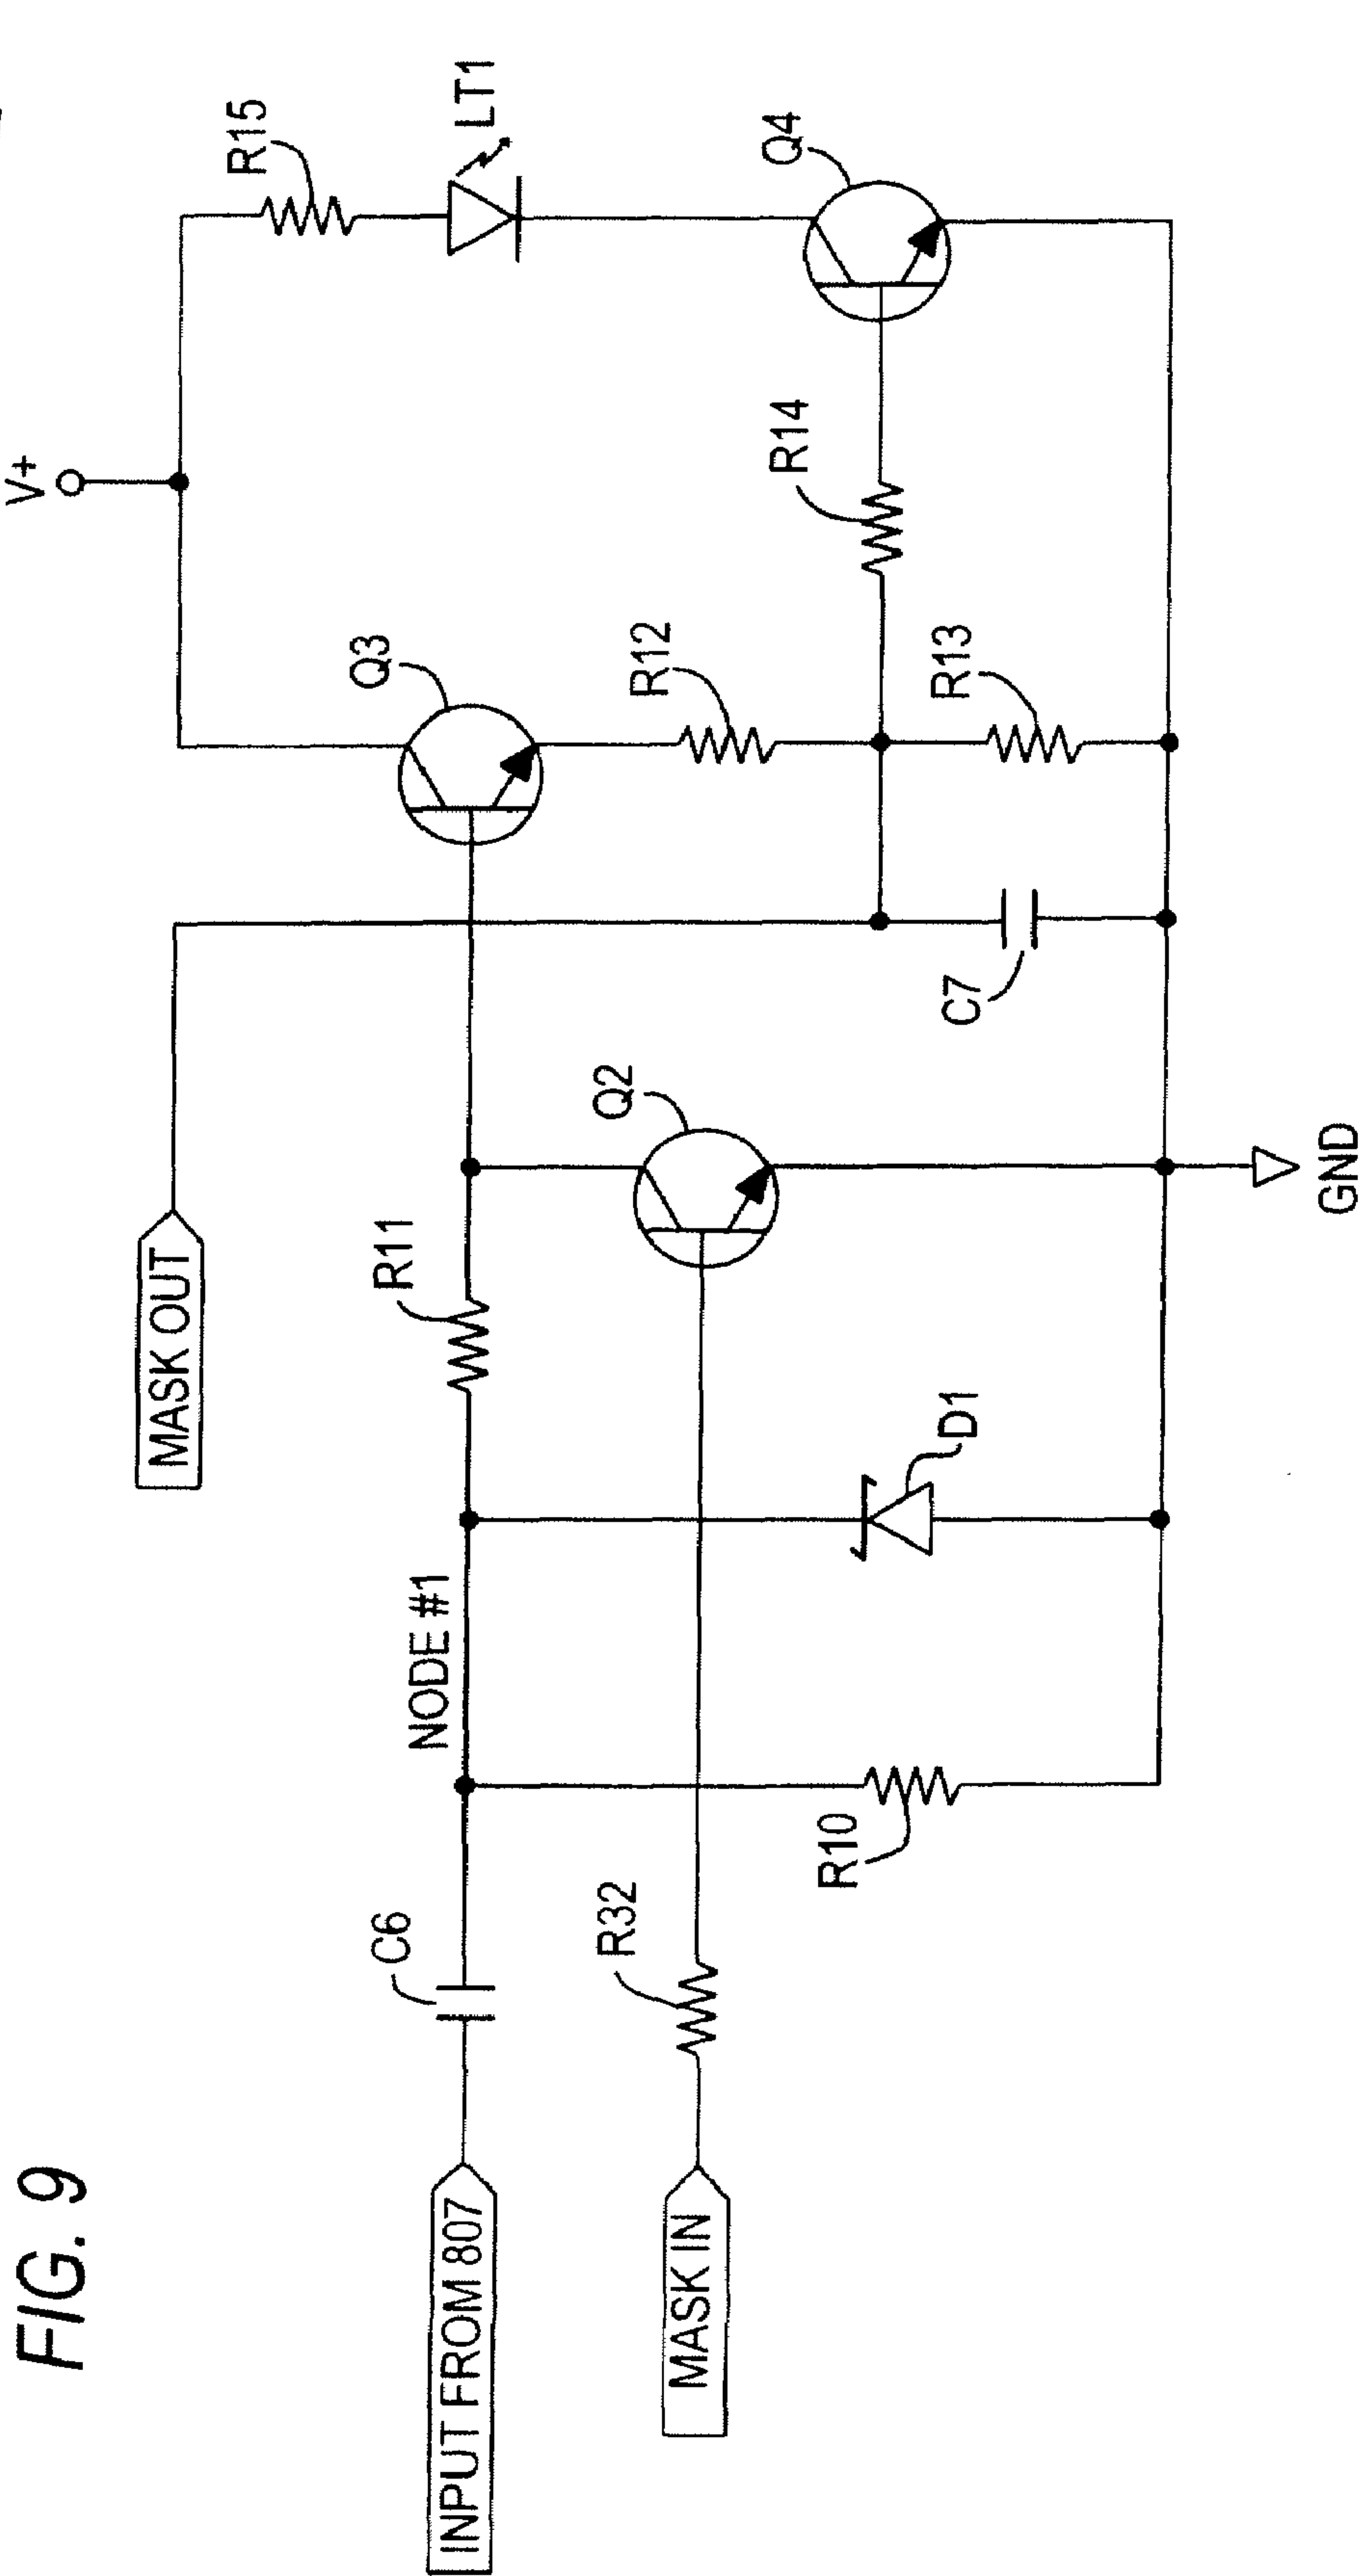 FIG. 9
V+
R15
LT1
Q3
Q4
MASK OUT
R12
R14
R11
Q2
R13
NODE #1
C7
C6
D1
INPUT FROM 807
R32
R10
MASK IN
GND